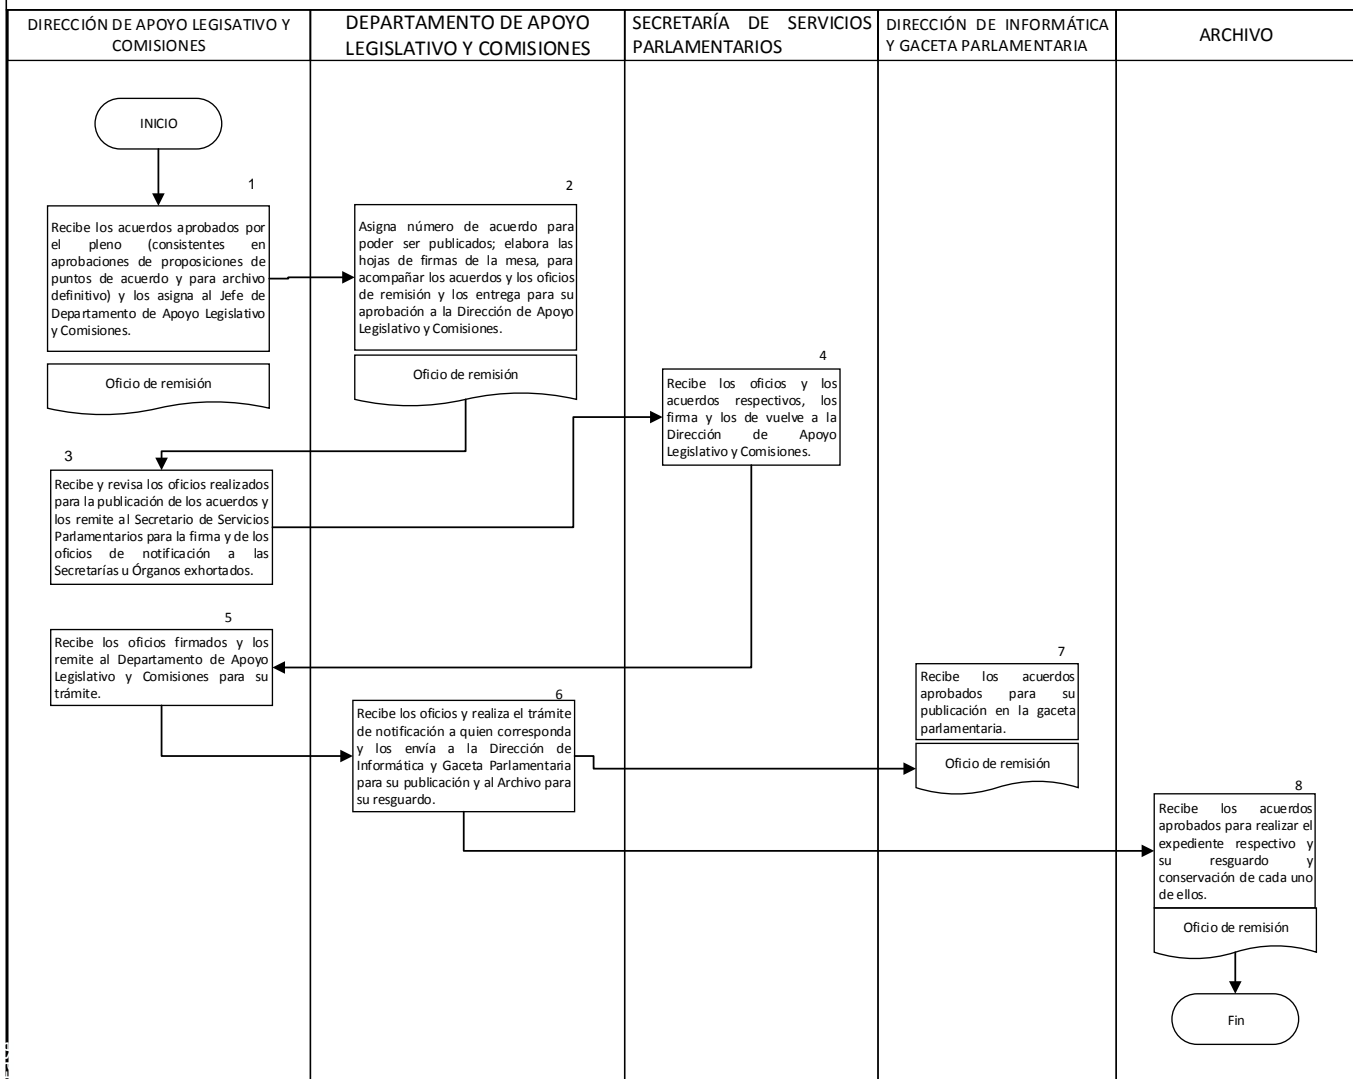 DIRECCIÓN DE APOYO LEGISATIVO Y
COMISIONES
DEPARTAMENTO DE APOYO
LEGISLATIVO Y COMISIONES
SECRETARÍA DE SERVICIOS
PARLAMENTARIOS
DIRECCIÓN DE INFORMÁTICA
Y GACETA PARLAMENTARIA
ARCHIVO
INICIO
1
Recibe los acuerdos aprobados por
el pleno (consistentes en
aprobaciones de proposiciones de
puntos de acuerdo y para archivo
definitivo) y los asigna al Jefe de
Departamento de Apoyo Legislativo
y Comisiones.
Oficio de remisión
2
Asigna número de acuerdo para
poder ser publicados; elabora las
hojas de firmas de la mesa, para
acompañar los acuerdos y los oficios
de remisión y los entrega para su
aprobación a la Dirección de Apoyo
Legislativo y Comisiones.
Oficio de remisión
3
Recibe y revisa los oficios realizados
para la publicación de los acuerdos y
los remite al Secretario de Servicios
Parlamentarios para la firma y de los
oficios de notificación a las
Secretarías u Órganos exhortados.
4
Recibe los oficios y los
acuerdos respectivos, los
firma y los de vuelve a la
Dirección de Apoyo
Legislativo y Comisiones.
5
Recibe los oficios firmados y los
remite al Departamento de Apoyo
Legislativo y Comisiones para su
trámite.
6
Recibe los oficios y realiza el trámite
de notificación a quien corresponda
y los envía a la Dirección de
Informática y Gaceta Parlamentaria
para su publicación y al Archivo para
su resguardo.
7
Recibe los acuerdos
aprobados para su
publicación en la gaceta
parlamentaria.
Oficio de remisión
8
Recibe los acuerdos
aprobados para realizar el
expediente respectivo y
su resguardo y
conservación de cada uno
de ellos.
Oficio de remisión
Fin